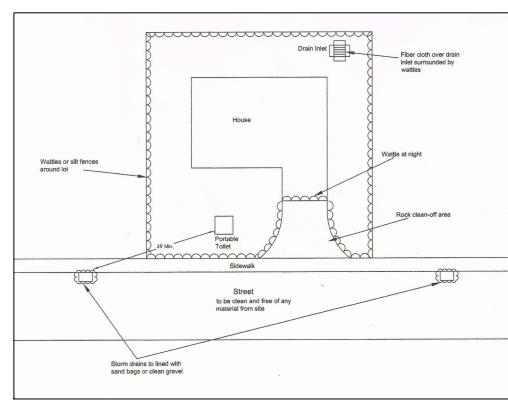 Drain Inlet
Fiber cloth over drain
inlet surrounded by
wattles
House
Wattles or silt fences
around lot
Wattle at night
Rock clean-off area
25' Min.
Portable
Toilet
Sidewalk
Street
to be clean and free of any
material from site
Storm drains to lined with
sand bags or clean gravel